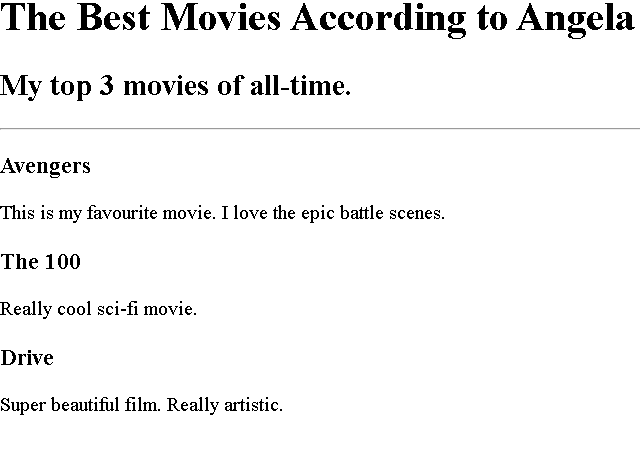 The Best Movies According to Angela
My top 3 movies of all-time.
Avengers
This is my favourite movie. I love the epic battle scenes.
The 100
Really cool sci-fi movie.
Drive
Super beautiful film. Really artistic.